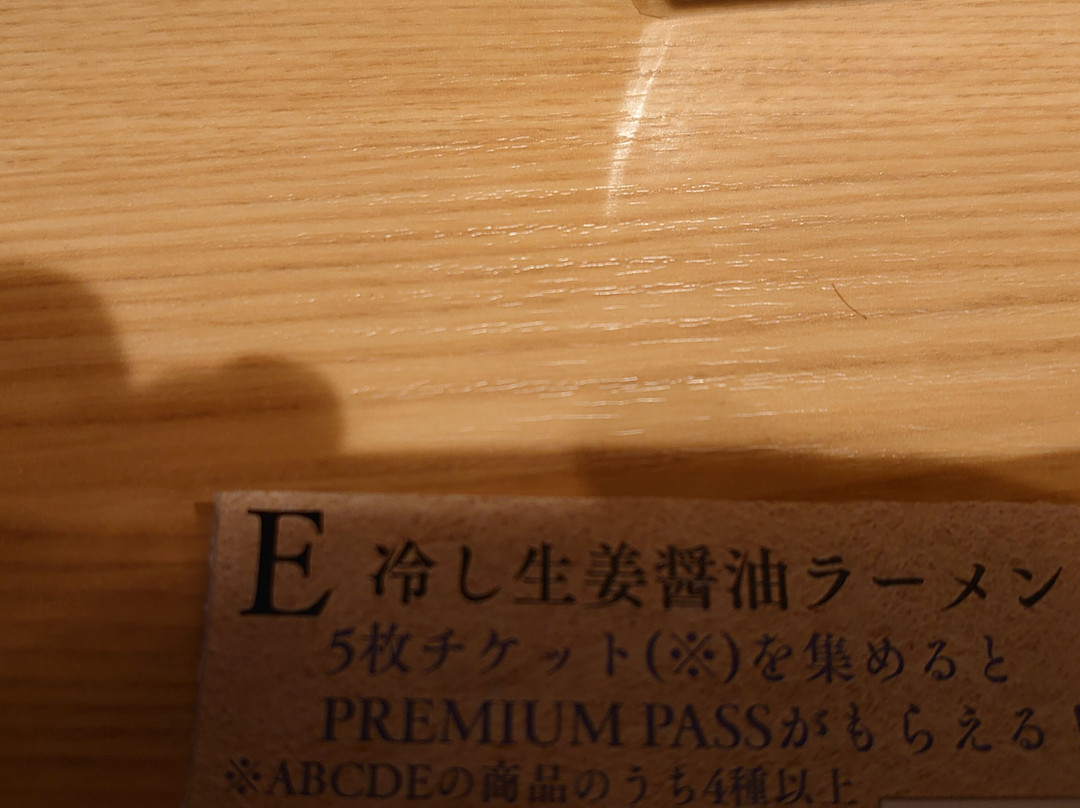 E 冷し生姜醤油ラーメン
5枚チケット(※)を集めると
PREMIUM PASSがもらえる
※ABCDEの商品のうち4種以上